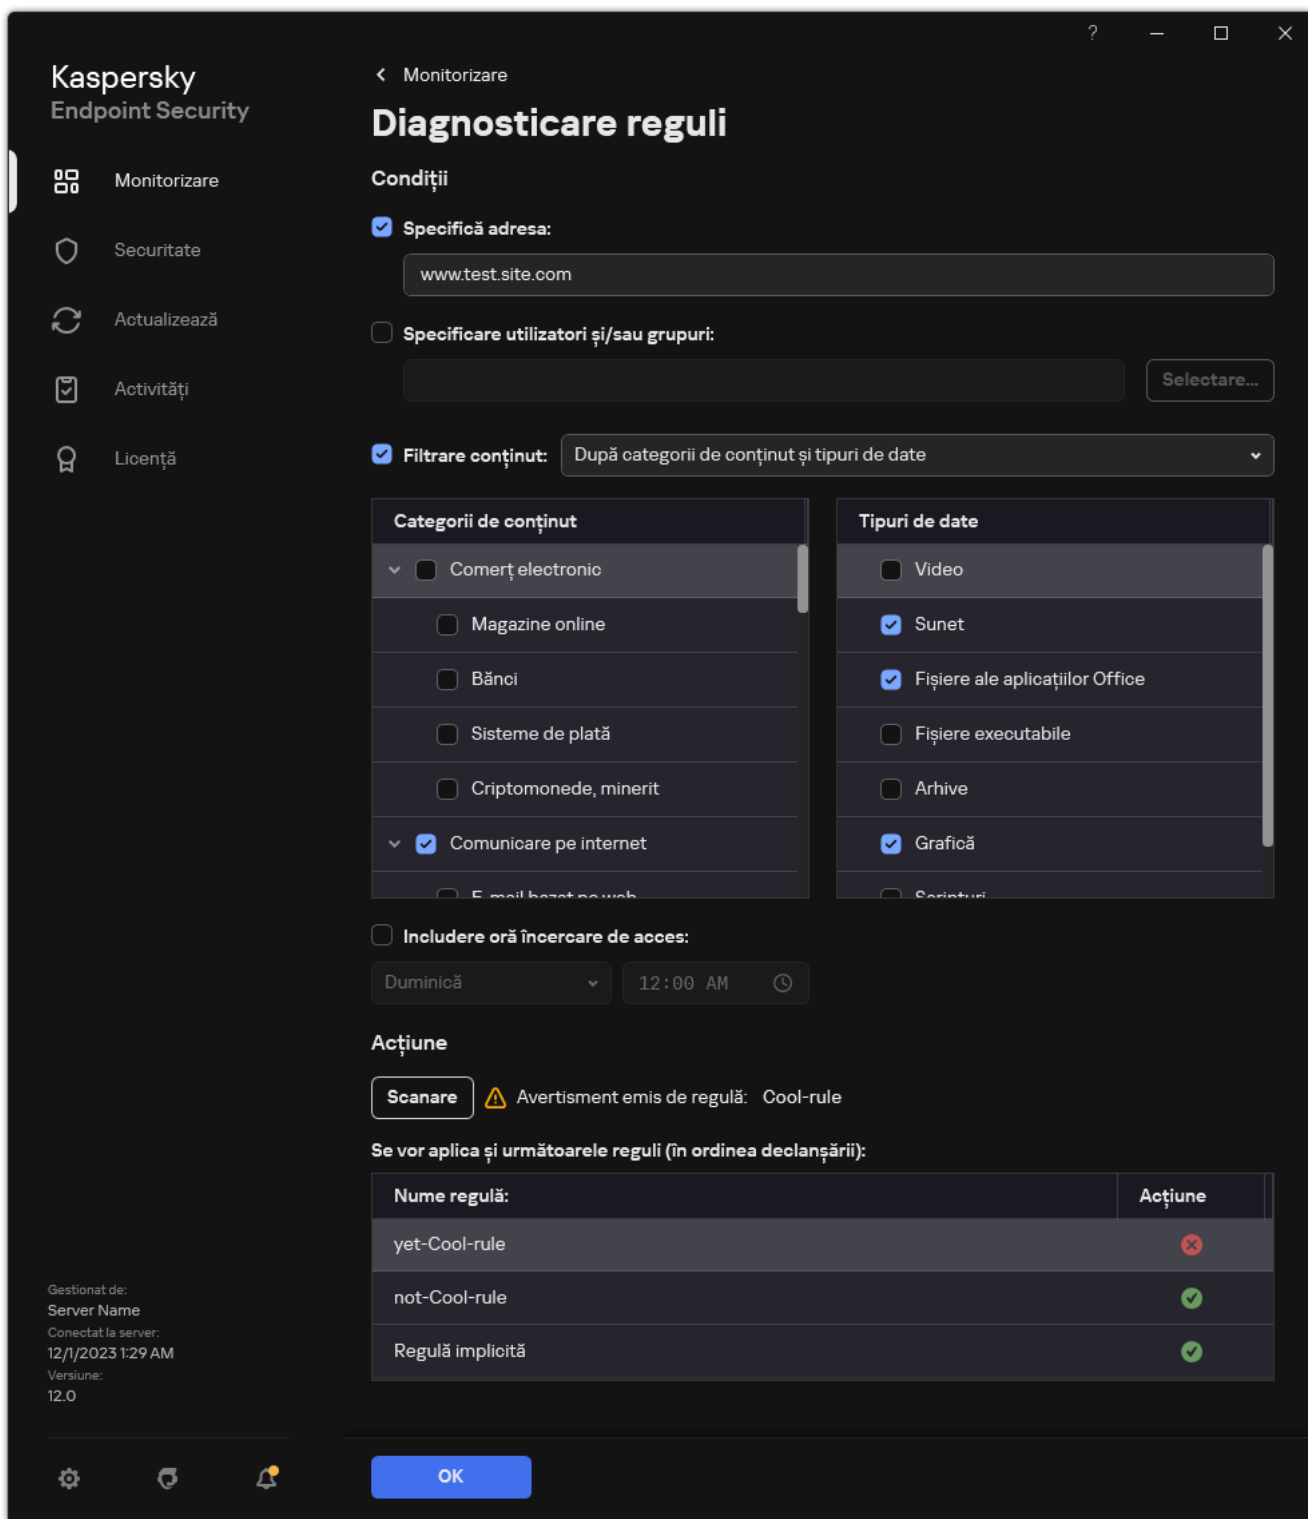 ?
Kaspersky
Endpoint Security
Monitorizare
Securitate
Actualizează
Activități
Licență
Gestionat de:
Server Name
Conectat la server:
12/1/2023 1:29 AM
Versiune:
12.0
Monitorizare
Diagnosticare reguli
Condiții
Specifică adresa:
www.test.site.com
Specificare utilizatori și/sau grupuri:
Selectare...
Filtrare conținut: După categorii de conținut și tipuri de date
Categorii de conținut
Comerț electronic
Magazine online
Bănci
Sisteme de plată
Criptomonede, minerit
Comunicare pe internet
E-mail bazat pe web
Tipuri de date
Video
Sunet
Fișiere ale aplicațiilor Office
Fișiere executabile
Arhive
Grafică
Scripturi
Includere oră încercare de acces:
Duminică 12:00 AM
Acțiune
Scanare Avertisment emis de regulă: Cool-rule
Se vor aplica și următoarele reguli (în ordinea declanșării):
Nume regulă: Acțiune
yet-Cool-rule
not-Cool-rule
Regulă implicită
OK